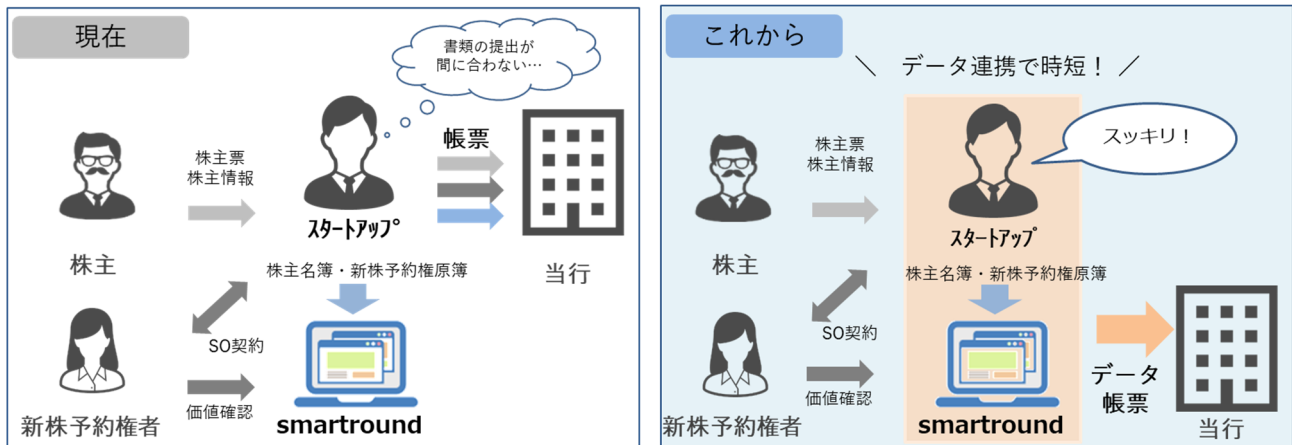 現在
書類の提出が
間に合わない…
帳票
株主票
株主情報
ｽﾀｰﾄｱｯﾌﾟ
株主
株主名簿・新株予約権原簿
当行
SO契約
価値確認
新株予約権者
smartround
これから
＼ データ連携で時短！ ／
スッキリ！
株主票
株主情報
ｽﾀｰﾄｱｯﾌﾟ
株主
株主名簿・新株予約権原簿
SO契約
価値確認
データ
帳票
新株予約権者
smartround
当行